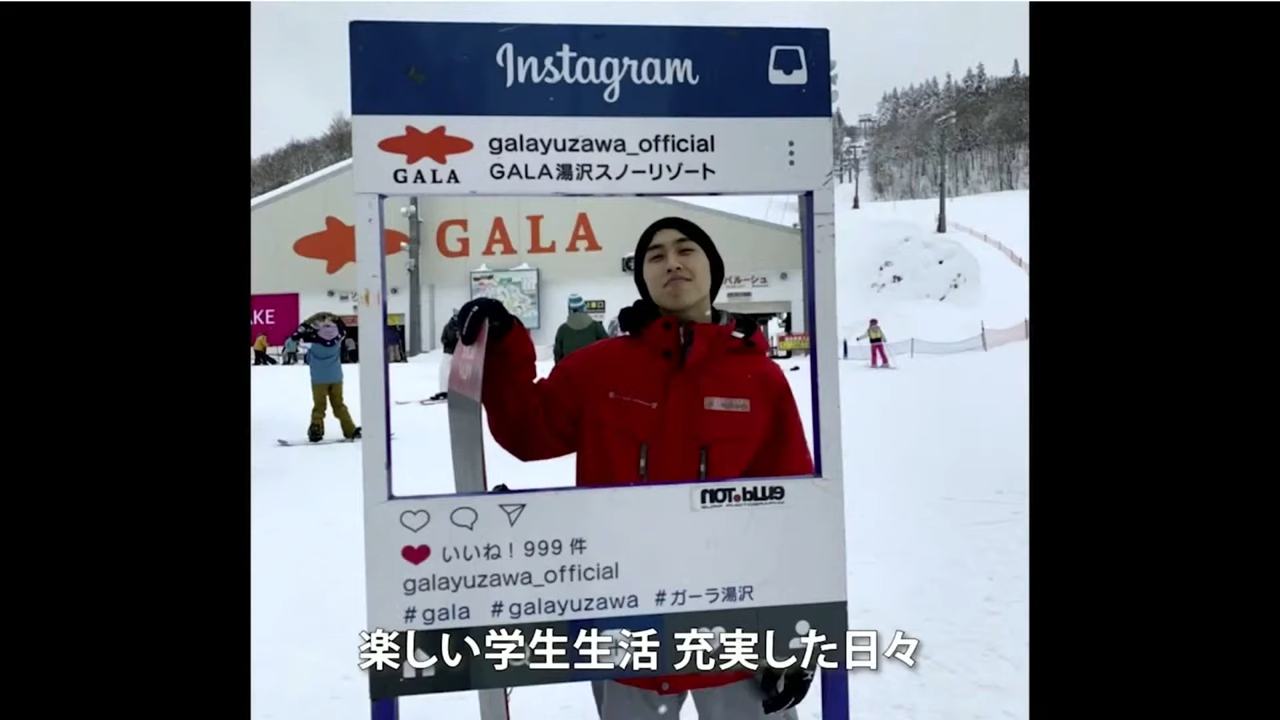 Instagram
galayuzawa_official
GALA
GALA湯沢スノーリゾート
GALA
AKE
NOT.bLUE
いいね！999 件
galayuzawa_official
#gala #galayuzawa #ガーラ湯沢
楽しい学生生活 充実した日々